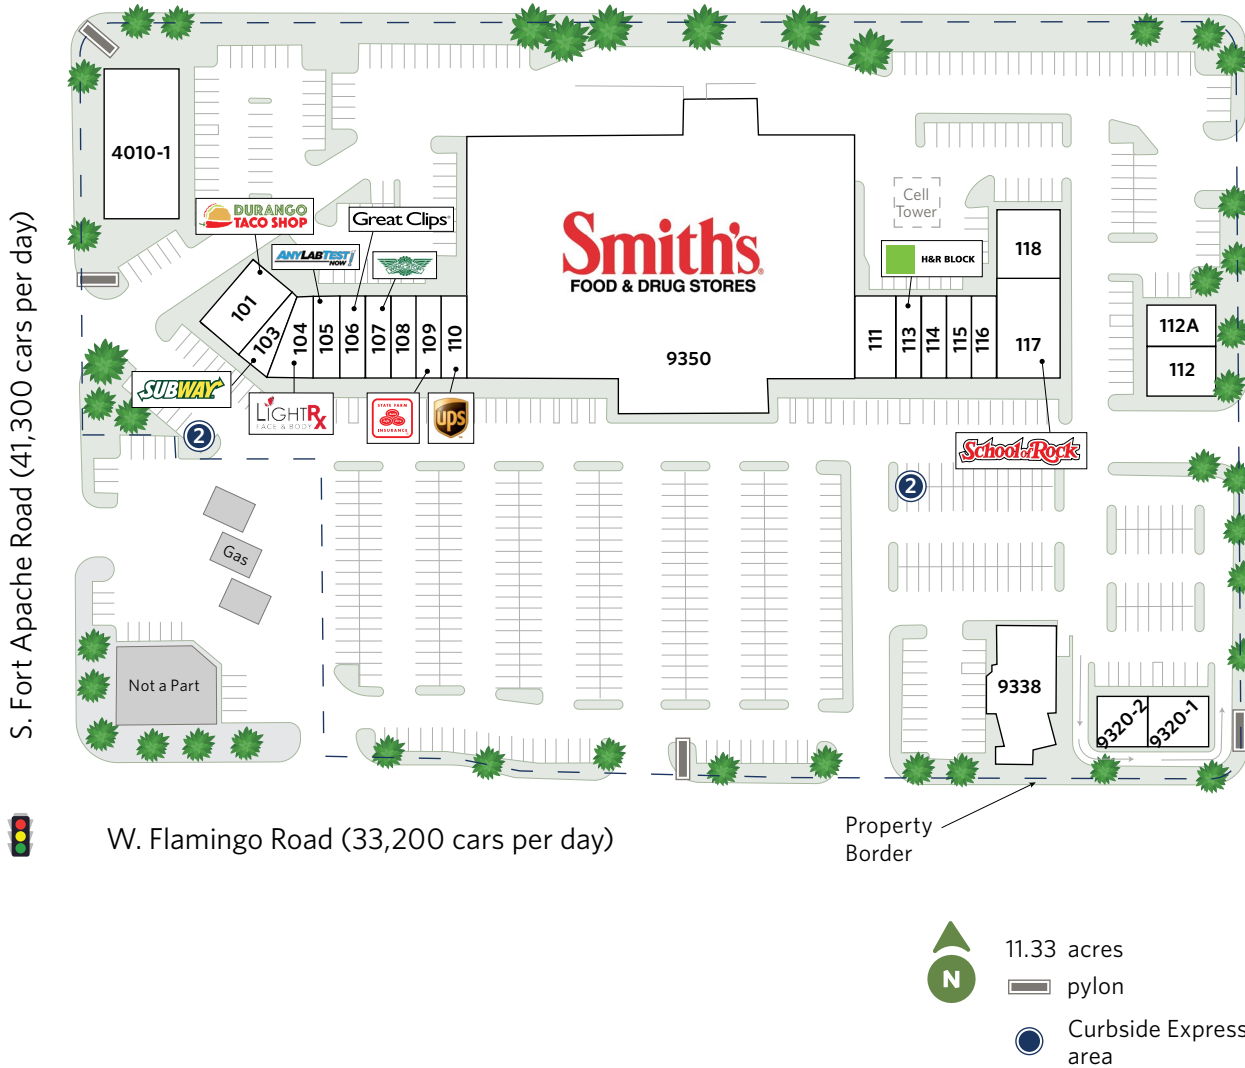 4010-1
DURANGO
TACO SHOP
Great Clips
ANYLABTEST
NOW!
101
103
104
105
106
107
108
109
110
Smith's
FOOD & DRUG STORES
9350
Cell
Tower
H&R BLOCK
111
113
114
115
116
118
117
112A
112
SUBWAY
LIGHTRX
FACE & BODY
STATE FARM
INSURANCE
ups
School of Rock
2
2
Gas
Not a Part
9338
9320-2
9320-1
S. Fort Apache Road (41,300 cars per day)
W. Flamingo Road (33,200 cars per day)
Property
Border
N
11.33 acres
pylon
Curbside Express
area